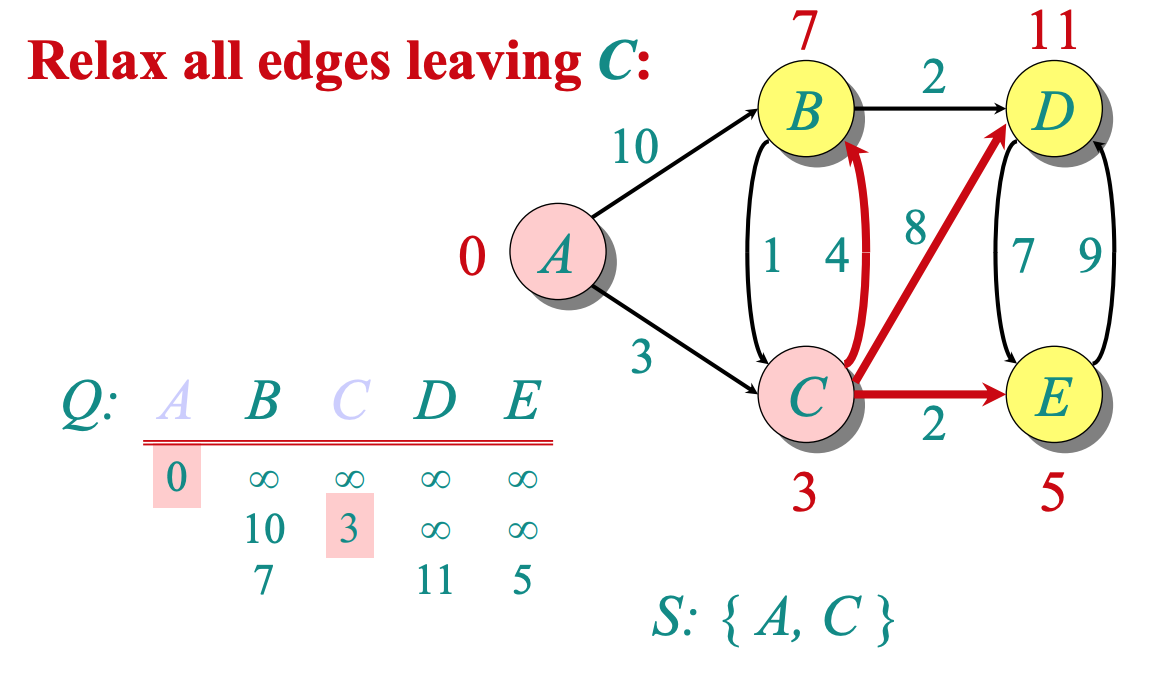 Relax all edges leaving C:
7 11
B 2 D
10
0 A 1 4 8 7 9
3
C 2 E
3 5
Q: A B C D E
0 ∞ ∞ ∞ ∞
10 3 ∞ ∞
7 11 5
S: { A, C }